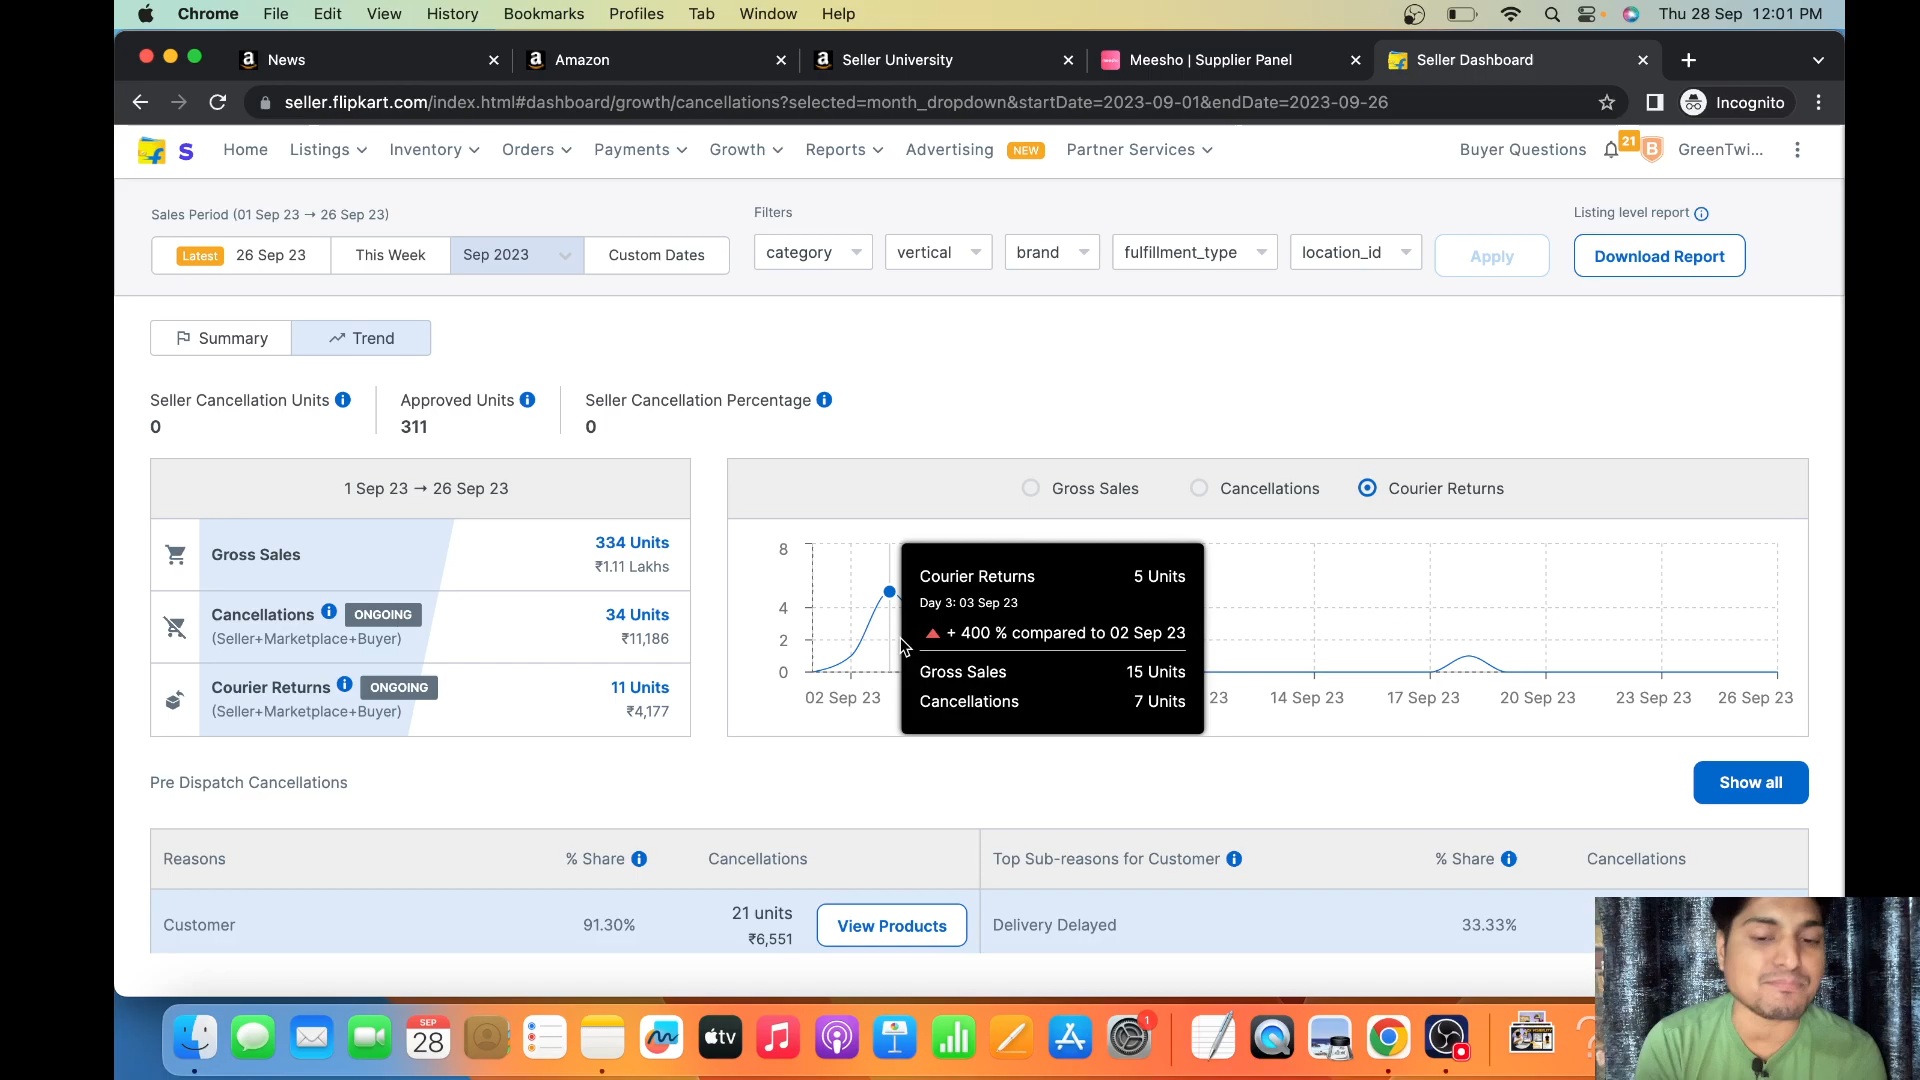 Chrome File Edit View History Bookmarks Profiles Tab Window Help Thu 28 Sep 12:01 PM
News Amazon Seller University Meesho | Supplier Panel Seller Dashboard
seller.flipkart.com/index.html#dashboard/growth/cancellations?selected=month_dropdown&startDate=2023-09-01&endDate=2023-09-26 Incognito
Home Listings Inventory Orders Payments Growth Reports Advertising NEW Partner Services Buyer Questions 21 B GreenTwi...
Sales Period (01 Sep 23 → 26 Sep 23) Filters Listing level report
Latest 26 Sep 23 This Week Sep 2023 Custom Dates category vertical brand fulfillment_type location_id Apply Download Report
Summary Trend
Seller Cancellation Units Approved Units Seller Cancellation Percentage
0 311 0
1 Sep 23 → 26 Sep 23
Gross Sales 334 Units
₹1.11 Lakhs
Cancellations ONGOING 34 Units
(Seller+Marketplace+Buyer) ₹11,186
Courier Returns ONGOING 11 Units
(Seller+Marketplace+Buyer) ₹4,177
Gross Sales Cancellations Courier Returns
8
4
2
0
02 Sep 23 23 14 Sep 23 17 Sep 23 20 Sep 23 23 Sep 23 26 Sep 23
Courier Returns 5 Units
Day 3: 03 Sep 23
+ 400 % compared to 02 Sep 23
Gross Sales 15 Units
Cancellations 7 Units
Pre Dispatch Cancellations Show all
Reasons % Share Cancellations Top Sub-reasons for Customer % Share Cancellations
Customer 91.30% 21 units View Products Delivery Delayed 33.33%
₹6,551
SEP
28
tv
1